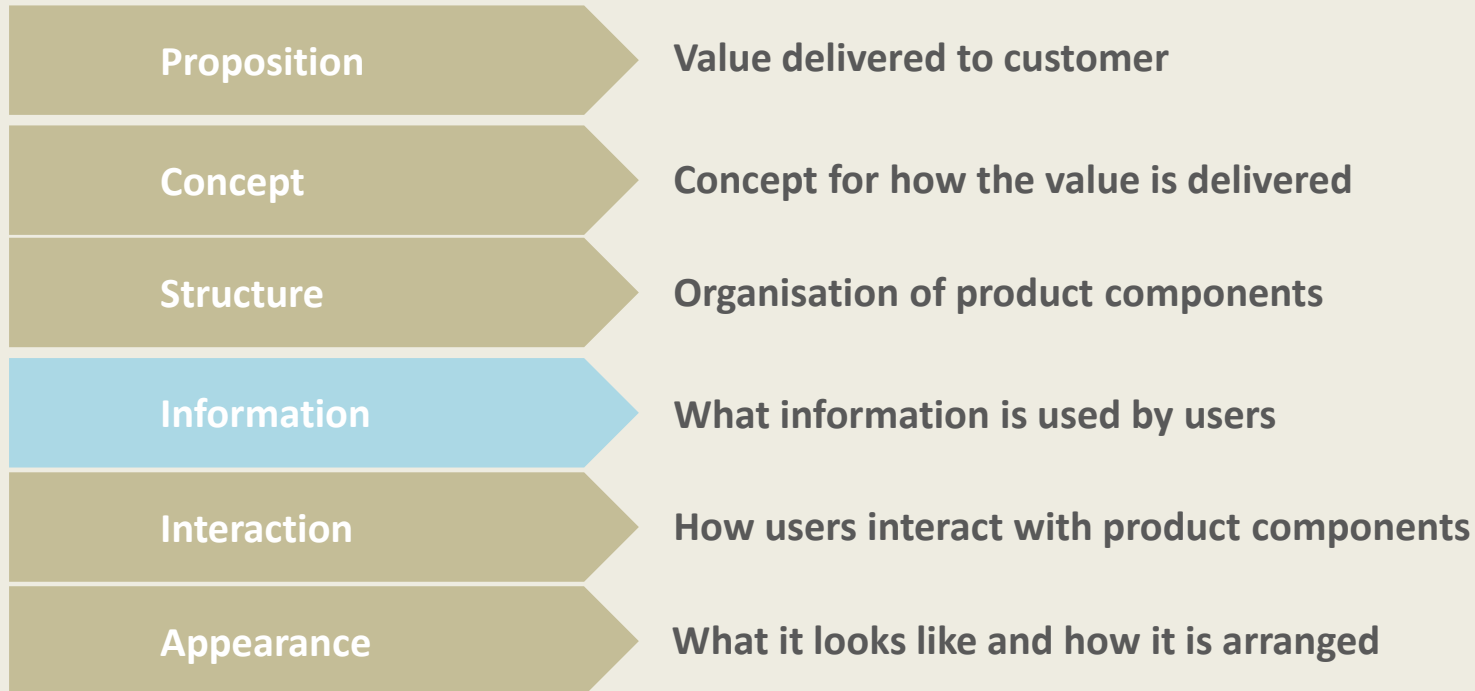 Proposition
Value delivered to customer
Concept
Concept for how the value is delivered
Structure
Organisation of product components
Information
What information is used by users
Interaction
How users interact with product components
Appearance
What it looks like and how it is arranged